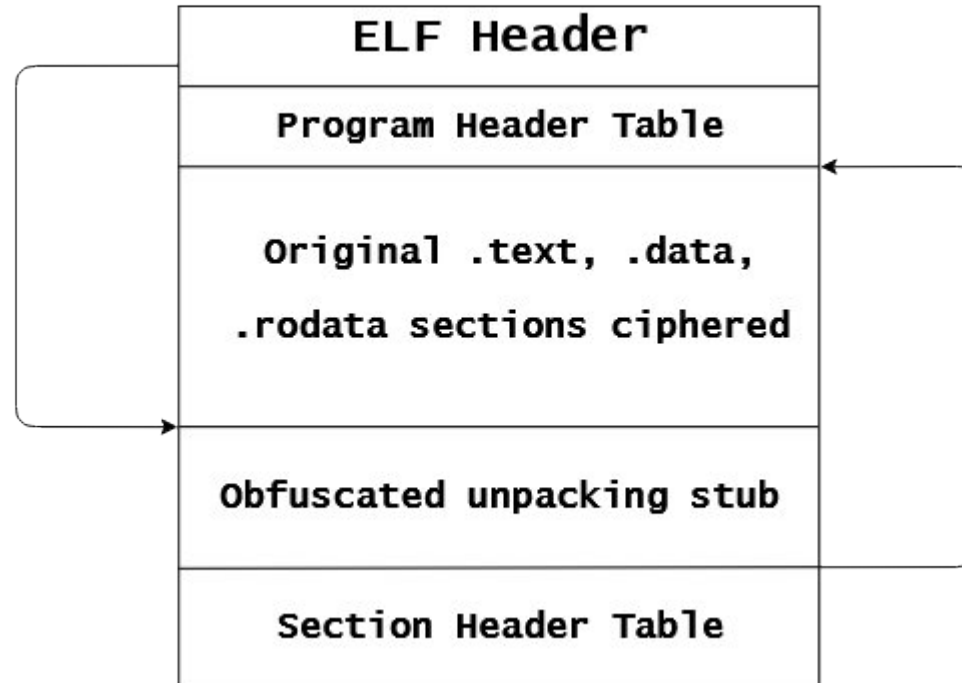 ELF Header
Program Header Table
Original .text, .data,
.rodata sections ciphered
Obfuscated unpacking stub
Section Header Table